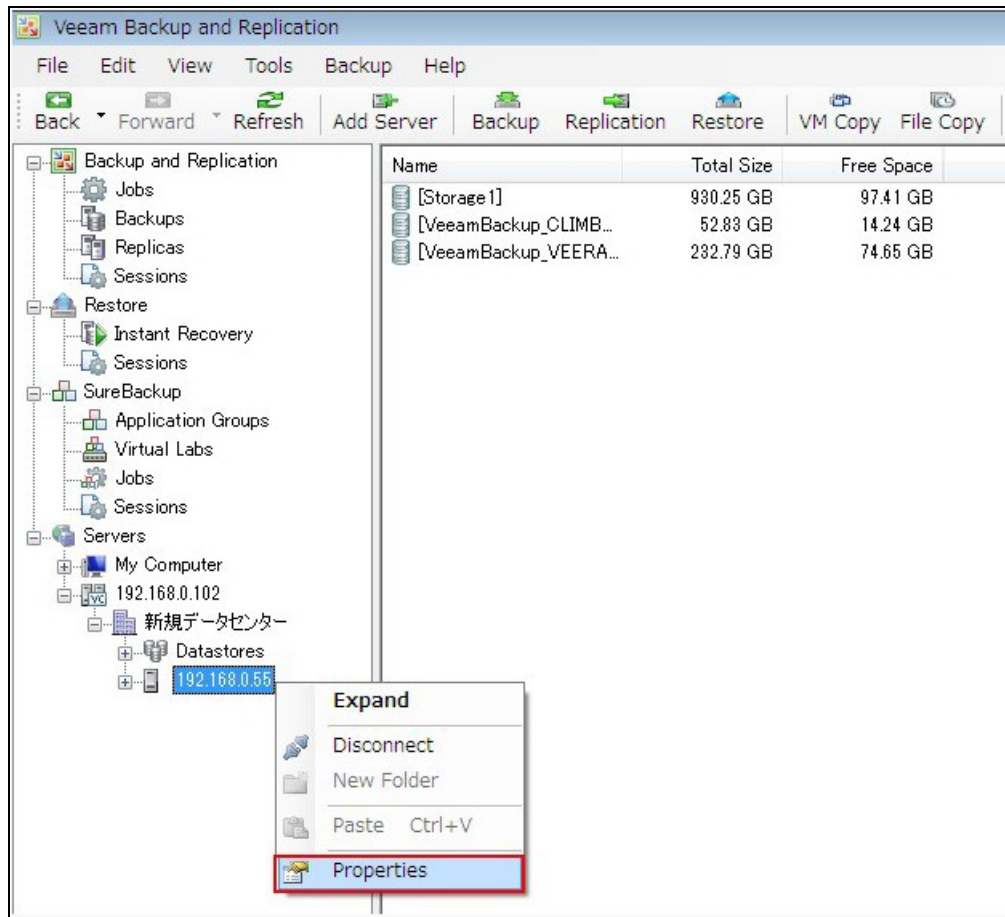 Veeam Backup and Replication
File Edit View Tools Backup Help
Back Forward Refresh Add Server Backup Replication Restore VM Copy File Copy
Backup and Replication
Jobs
Backups
Replicas
Sessions
Restore
Instant Recovery
Sessions
SureBackup
Application Groups
Virtual Labs
Jobs
Sessions
Servers
My Computer
192.168.0.102
新規データセンター
Datastores
192.168.0.55
Name Total Size Free Space
[Storage1] 930.25 GB 97.41 GB
[VeeamBackup_CLIMB... 52.83 GB 14.24 GB
[VeeamBackup_VEERA... 232.79 GB 74.65 GB
Expand
Disconnect
New Folder
Paste Ctrl+V
Properties